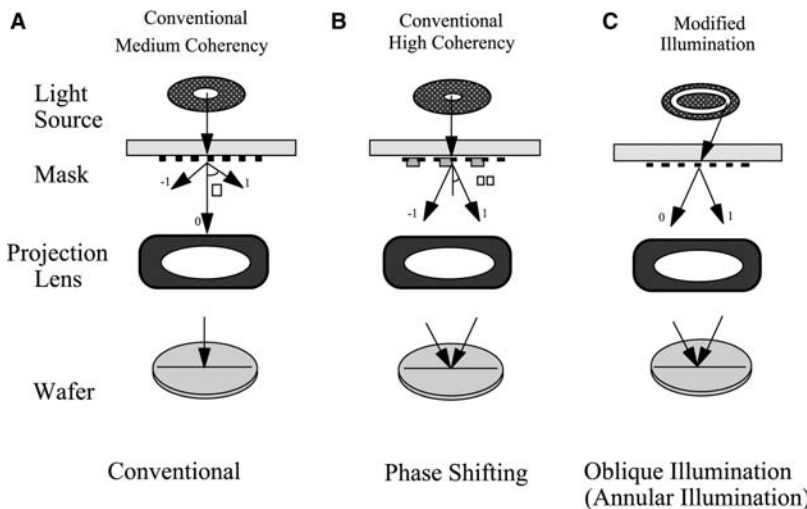 A
Conventional
Medium Coherency
B
Conventional
High Coherency
C
Modified
Illumination
Light
Source
Mask
-1
1
0
-1
1
0
1
Projection
Lens
Wafer
Conventional
Phase Shifting
Oblique Illumination
(Annular Illumination)